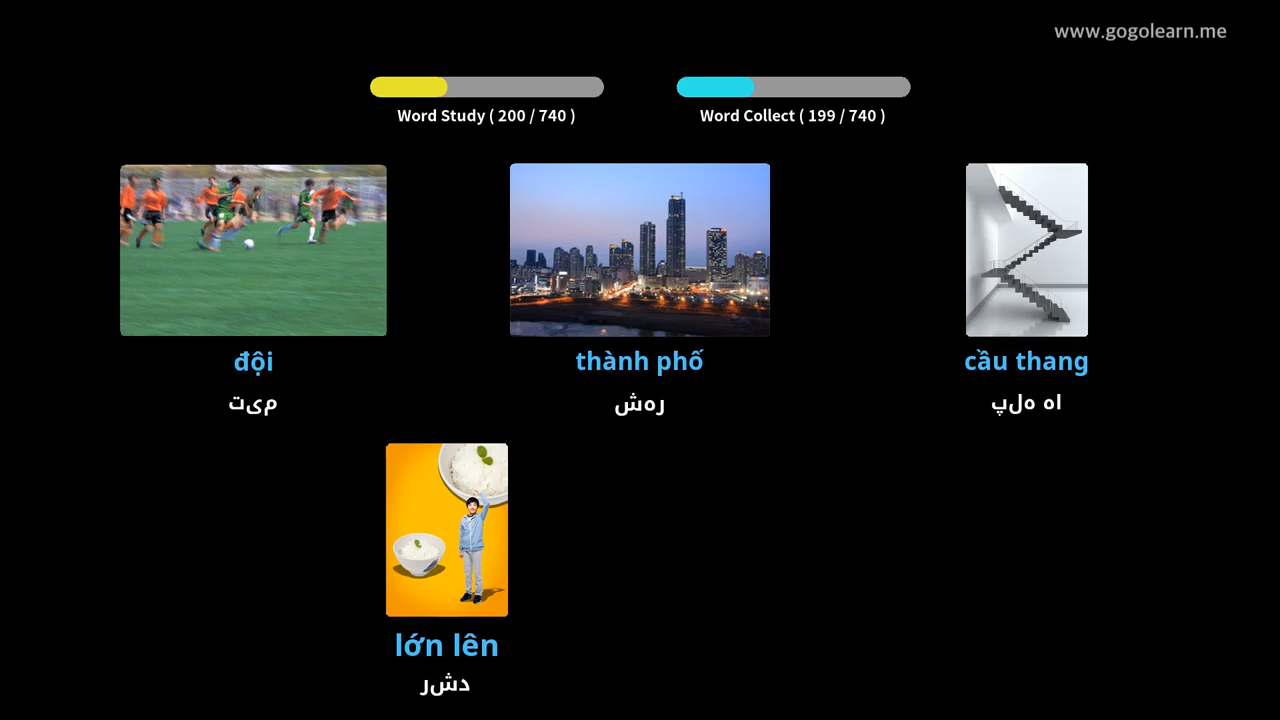 www.gogolearn.me
Word Study ( 200 / 740 )
Word Collect ( 199 / 740 )
đội
thành phố
cầu thang
تیم
شهر
پله ها
lớn lên
رشد